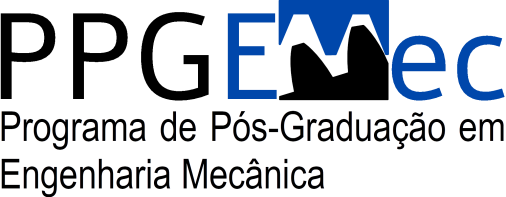 PPGEMec
Programa de Pós-Graduação em
Engenharia Mecânica